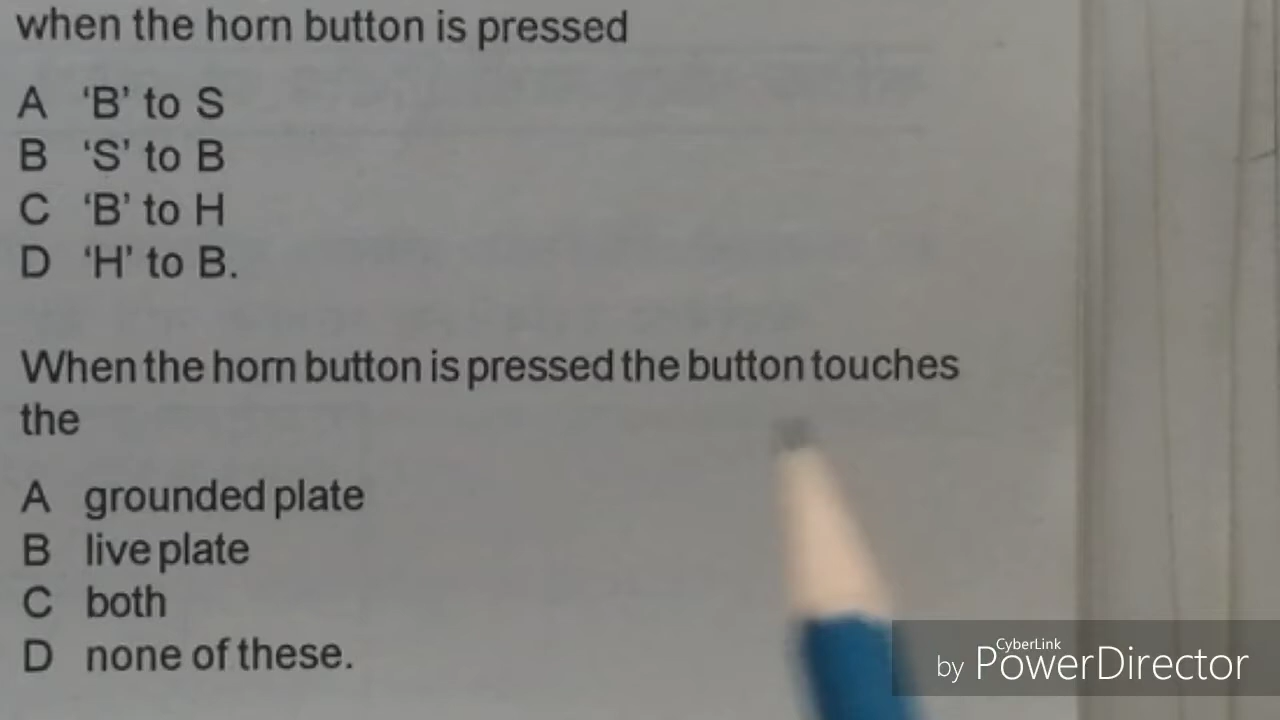 when the horn button is pressed
A 'B' to S
B 'S' to B
C 'B' to H
D 'H' to B.
When the horn button is pressed the button touches
the
A grounded plate
B live plate
C both
D none of these.
CyberLink
by PowerDirector